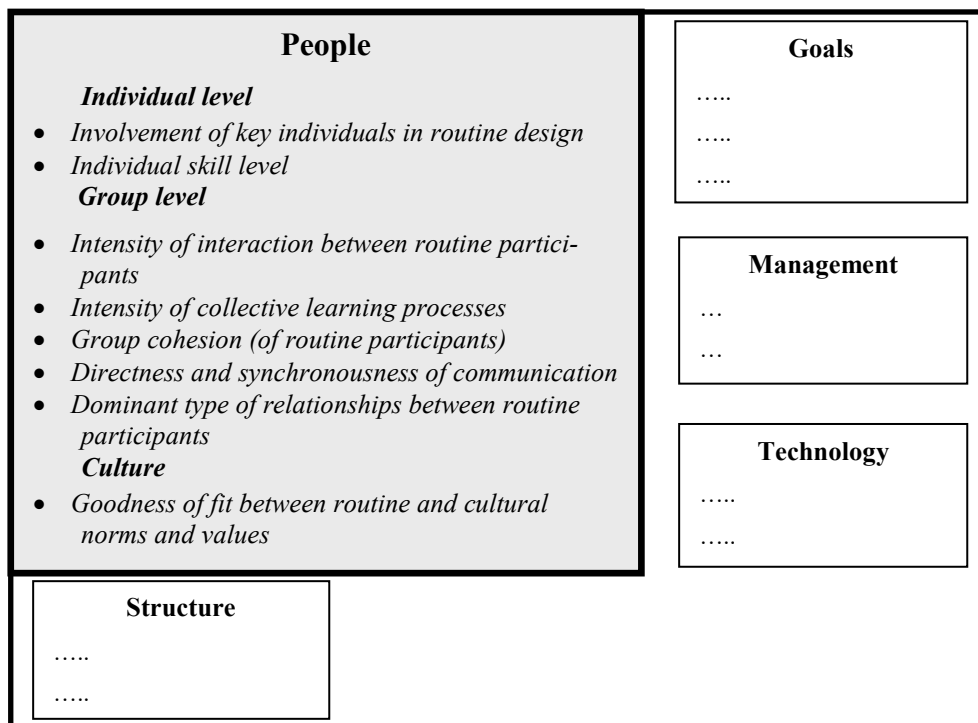 People
Individual level
• Involvement of key individuals in routine design
• Individual skill level
Group level
• Intensity of interaction between routine partici-
pants
• Intensity of collective learning processes
• Group cohesion (of routine participants)
• Directness and synchronousness of communication
• Dominant type of relationships between routine
participants
Culture
• Goodness of fit between routine and cultural
norms and values
Goals
…..
…..
…..
Management
…
…
Technology
…..
…..
Structure
…..
…..